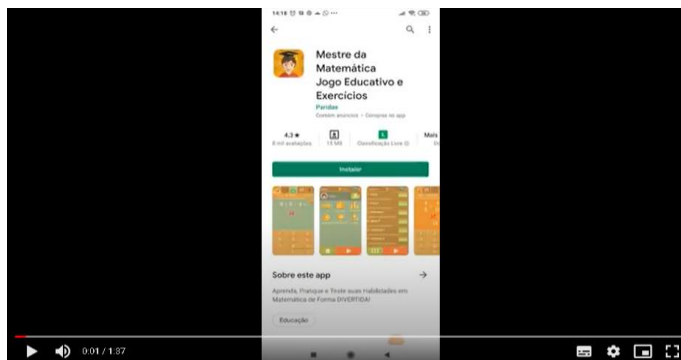 14:18
Mestre da
Matemática
Jogo Educativo e
Exercícios
Paridae
Contém anúncios • Compras no app
4,3★
Mais
8 mil avaliações
15 MB
Classificação Livre
Instalar
Sobre este app
Aprenda, Pratique e Teste suas Habilidades em
Matemática de Forma DIVERTIDA!
Educação
0:01 / 1:37